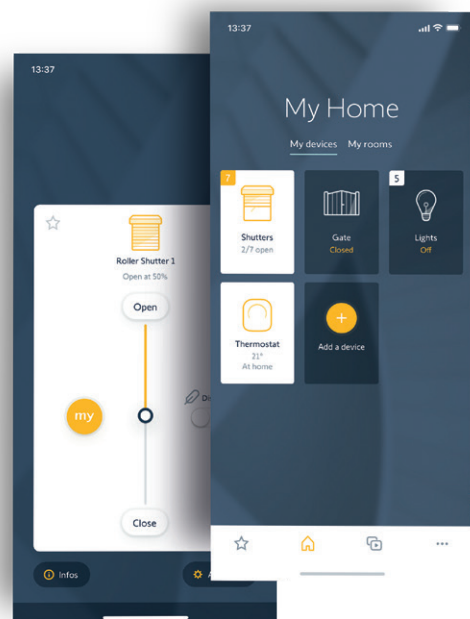 13:37
Roller Shutter 1
Open at 50%
Open
my
Close
Infos
13:37
My Home
My devices My rooms
7
Shutters
2/7 open
Gate
Closed
5
Lights
Off
Thermostat
21°
At home
+
Add a device